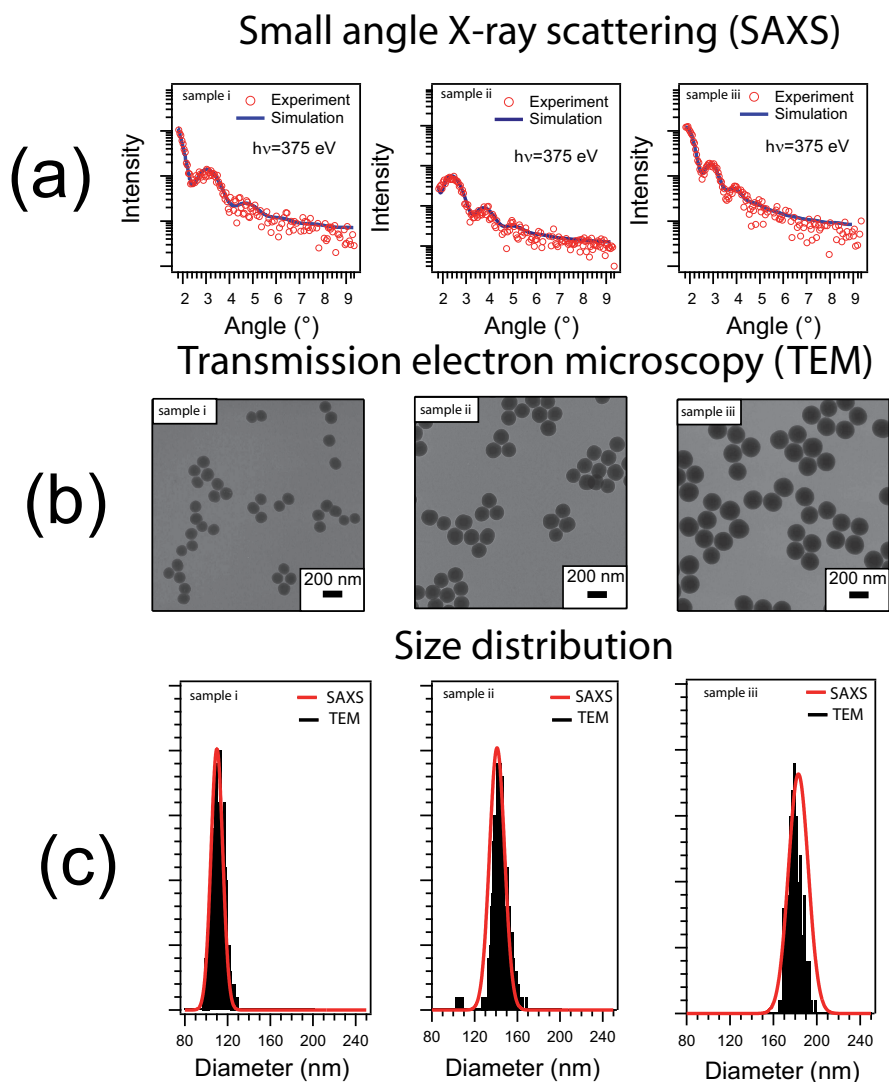 Small angle X-ray scattering (SAXS)
(a)
sample i
Experiment
Simulation
hν=375 eV
Intensity
2 3 4 5 6 7 8 9
Angle (°)
sample ii
Experiment
Simulation
hν=375 eV
Intensity
2 3 4 5 6 7 8 9
Angle (°)
sample iii
Experiment
Simulation
hν=375 eV
Intensity
2 3 4 5 6 7 8 9
Angle (°)
Transmission electron microscopy (TEM)
(b)
sample i
200 nm
sample ii
200 nm
sample iii
200 nm
Size distribution
(c)
sample i
SAXS
TEM
80 120 160 200 240
Diameter (nm)
sample ii
SAXS
TEM
80 120 160 200 240
Diameter (nm)
sample iii
SAXS
TEM
80 120 160 200 240
Diameter (nm)